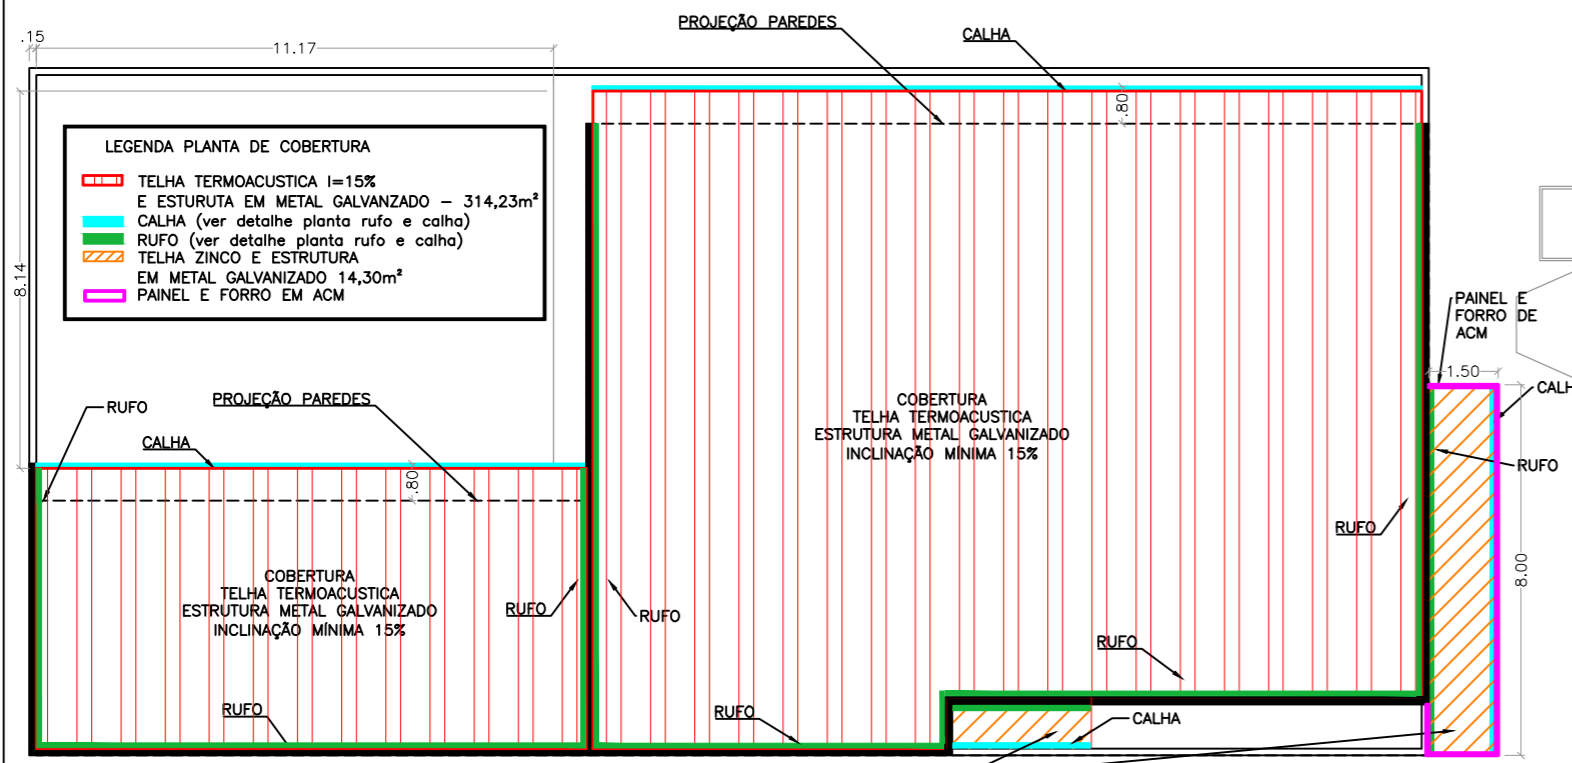 PROJEÇÃO PAREDES
CALHA
.15
11.17
.80
8.14
LEGENDA PLANTA DE COBERTURA
TELHA TERMOACUSTICA I=15%
E ESTURUTA EM METAL GALVANZADO – 314,23m²
CALHA (ver detalhe planta rufo e calha)
RUFO (ver detalhe planta rufo e calha)
TELHA ZINCO E ESTRUTURA
EM METAL GALVANIZADO 14,30m²
PAINEL E FORRO EM ACM
PAINEL E
FORRO DE
ACM
1.50
CALH
RUFO
8.00
RUFO
PROJEÇÃO PAREDES
CALHA
.80
COBERTURA
TELHA TERMOACUSTICA
ESTRUTURA METAL GALVANIZADO
INCLINAÇÃO MÍNIMA 15%
RUFO
COBERTURA
TELHA TERMOACUSTICA
ESTRUTURA METAL GALVANIZADO
INCLINAÇÃO MÍNIMA 15%
RUFO
RUFO
RUFO
RUFO
RUFO
CALHA